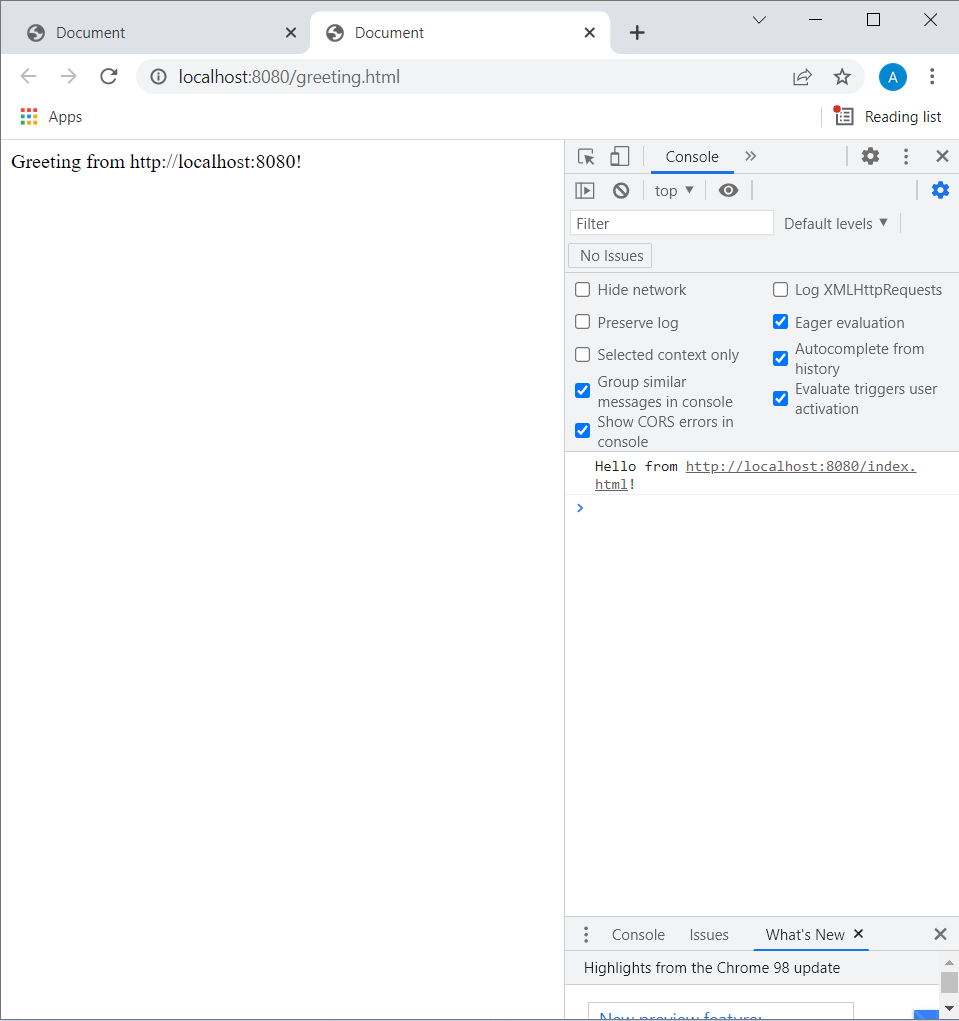 Document
Document
localhost:8080/greeting.html
A
Apps
Reading list
Greeting from http://localhost:8080!
Console
top
Filter
Default levels
No Issues
Hide network
Log XMLHttpRequests
Preserve log
Eager evaluation
Selected context only
Autocomplete from
history
Group similar
messages in console
Evaluate triggers user
activation
Show CORS errors in
console
Hello from http://localhost:8080/index.
html!
Console Issues What's New
Highlights from the Chrome 98 update
New preview feature: